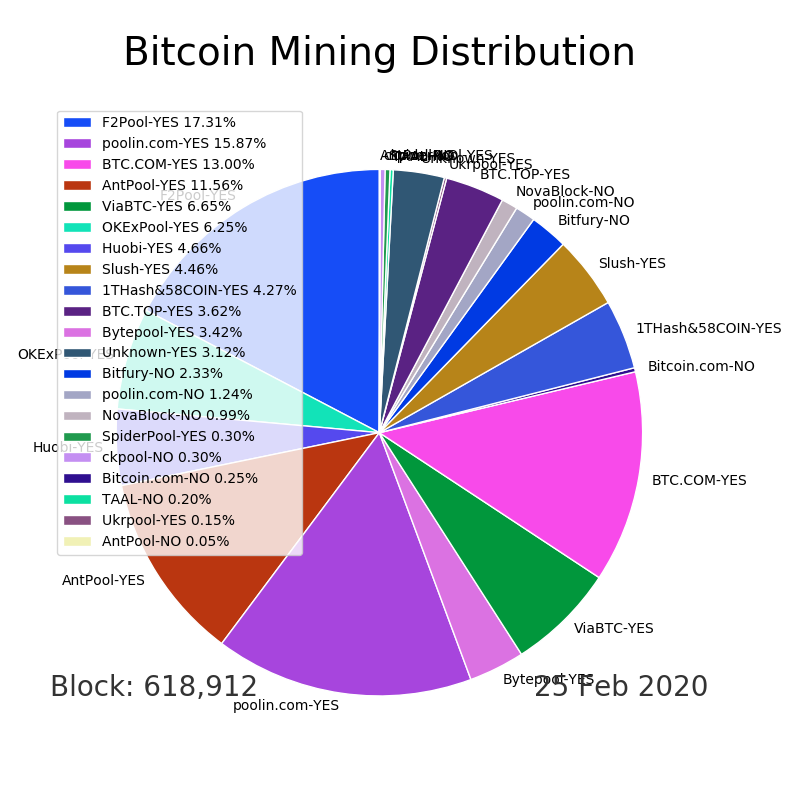 Bitcoin Mining Distribution
F2Pool-YES 17.31%
poolin.com-YES 15.87%
BTC.COM-YES 13.00%
AntPool-YES 11.56%
ViaBTC-YES 6.65%
OKExPool-YES 6.25%
Huobi-YES 4.66%
Slush-YES 4.46%
1THash&58COIN-YES 4.27%
BTC.TOP-YES 3.62%
Bytepool-YES 3.42%
Unknown-YES 3.12%
Bitfury-NO 2.33%
poolin.com-NO 1.24%
NovaBlock-NO 0.99%
SpiderPool-YES 0.30%
ckpool-NO 0.30%
Bitcoin.com-NO 0.25%
TAAL-NO 0.20%
Ukrpool-YES 0.15%
AntPool-NO 0.05%
Unknown-YES
Ukrpool-YES
BTC.TOP-YES
NovaBlock-NO
poolin.com-NO
Bitfury-NO
Slush-YES
1THash&58COIN-YES
Bitcoin.com-NO
BTC.COM-YES
ViaBTC-YES
Bytepool-YES
poolin.com-YES
AntPool-YES
Huobi-YES
OKExPool-YES
F2Pool-YES
Block: 618,912
25 Feb 2020